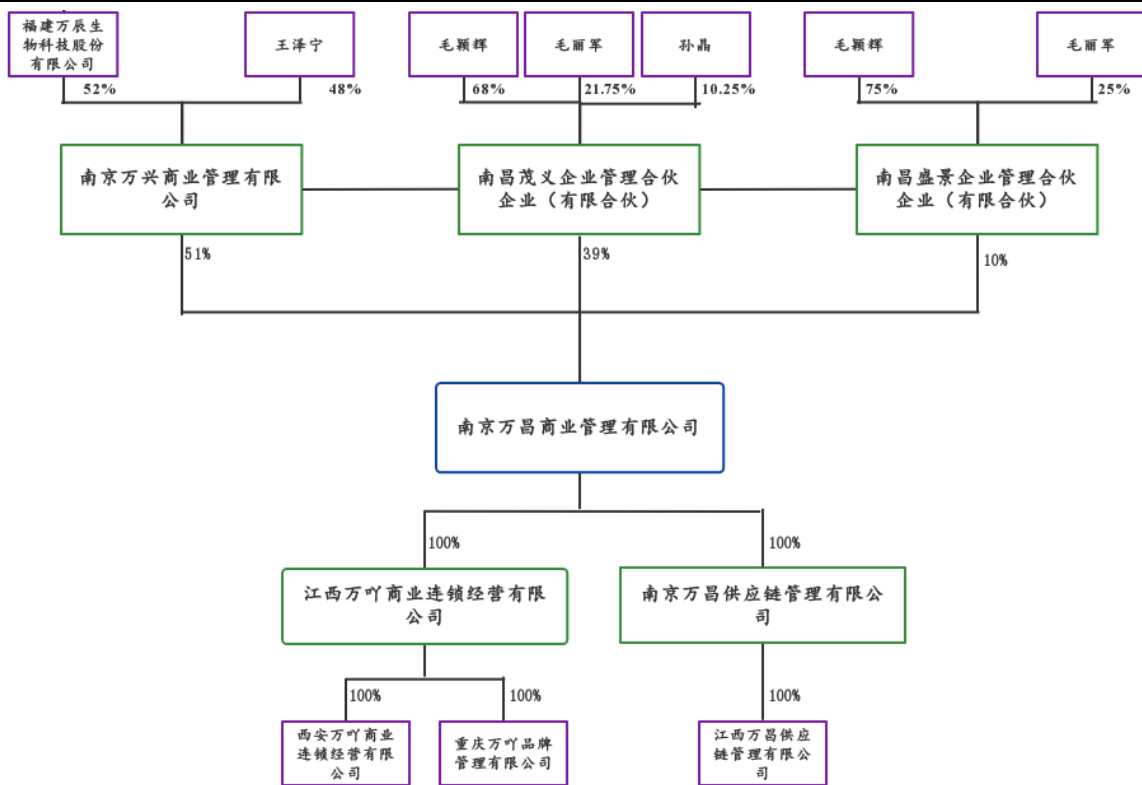 福建万辰生
物科技股份
有限公司
王泽宁
毛颖辉
毛丽军
孙晶
毛颖辉
毛丽军
52%
48%
68%
21.75%
10.25%
75%
25%
南京万兴商业管理有限
公司
南昌茂义企业管理合伙
企业（有限合伙）
南昌盛景企业管理合伙
企业（有限合伙）
51%
39%
10%
南京万昌商业管理有限公司
100%
100%
江西万吖商业连锁经营有限
公司
南京万昌供应链管理有限公
司
100%
100%
100%
西安万吖商业
连锁经营有限
公司
重庆万吖品牌
管理有限公司
江西万昌供应
链管理有限公
司